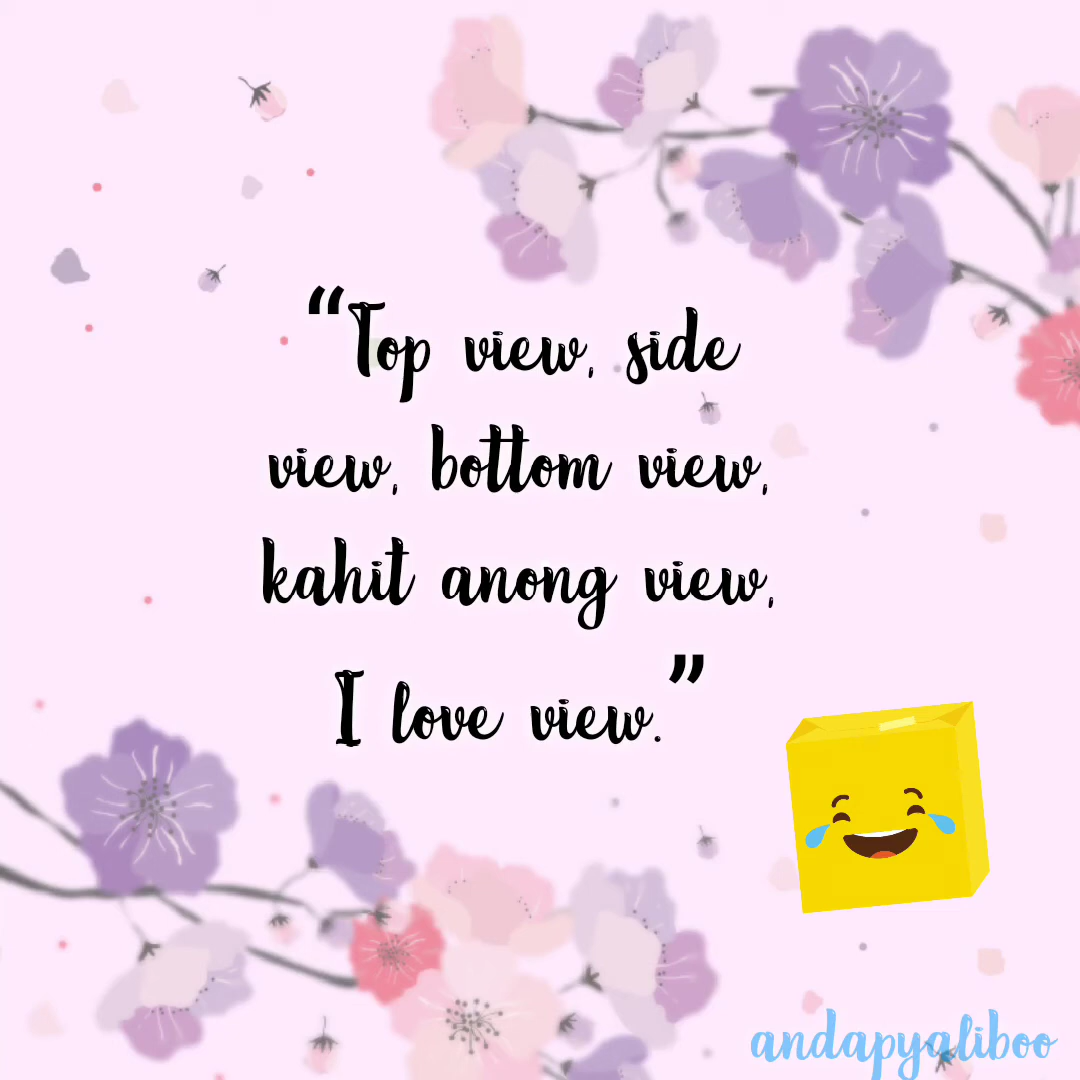 “Top view, side
view, bottom view,
kahit anong view,
I love view.”
andapyaliboo